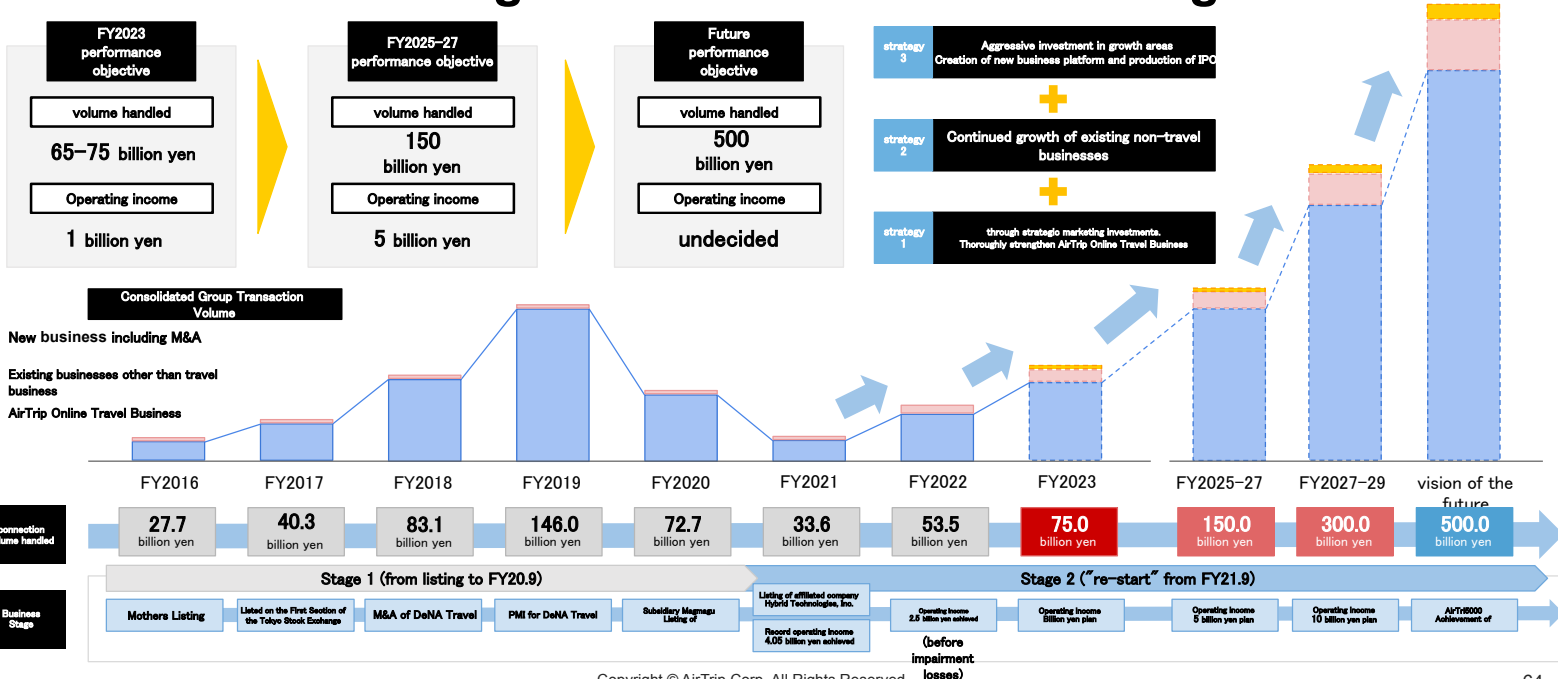 FY2023
performance
objective
volume handled
65-75 billion yen
Operating income
1 billion yen
FY2025-27
performance objective
volume handled
150
billion yen
Operating income
5 billion yen
Future
performance
objective
volume handled
500
billion yen
Operating income
undecided
strategy
3
Aggressive investment in growth areas
Creation of new business platform and production of IPO
strategy
2
Continued growth of existing non-travel
businesses
strategy
1
through strategic marketing investments.
Thoroughly strengthen AirTrip Online Travel Business
Consolidated Group Transaction
Volume
New business including M&A
Existing businesses other than travel
business
AirTrip Online Travel Business
FY2016
FY2017
FY2018
FY2019
FY2020
FY2021
FY2022
FY2023
FY2025-27
FY2027-29
vision of the
future
connection
volume handled
27.7
billion yen
40.3
billion yen
83.1
billion yen
146.0
billion yen
72.7
billion yen
33.6
billion yen
53.5
billion yen
75.0
billion yen
150.0
billion yen
300.0
billion yen
500.0
billion yen
Stage 1 (from listing to FY20.9)
Stage 2 ("re-start" from FY21.9)
Business
Stage
Mothers Listing
Listed on the First Section of
the Tokyo Stock Exchange
M&A of DeNA Travel
PMI for DeNA Travel
Subsidiary Magmagu
Listing of
Listing of affiliated company
Hybrid Technologies, Inc.
Record operating income
4.05 billion yen achieved
Operating income
2.5 billion yen achieved
(before
impairment
losses)
Operating income
Billion yen plan
Operating income
5 billion yen plan
Operating income
10 billion yen plan
AirTri5000
Achievement of
Copyright © AirTrip Corp. All Rights Reserved.
64